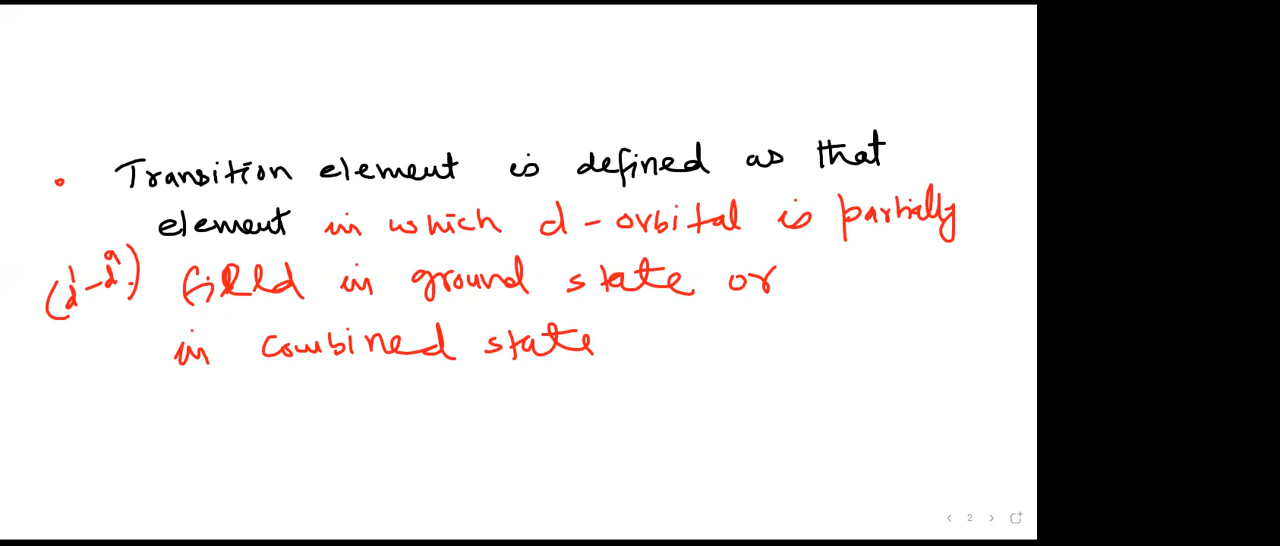 • Transition element is defined as that
element in which d - orbital is partially
(d¹-d⁹) filled in ground state or
in combined state
2